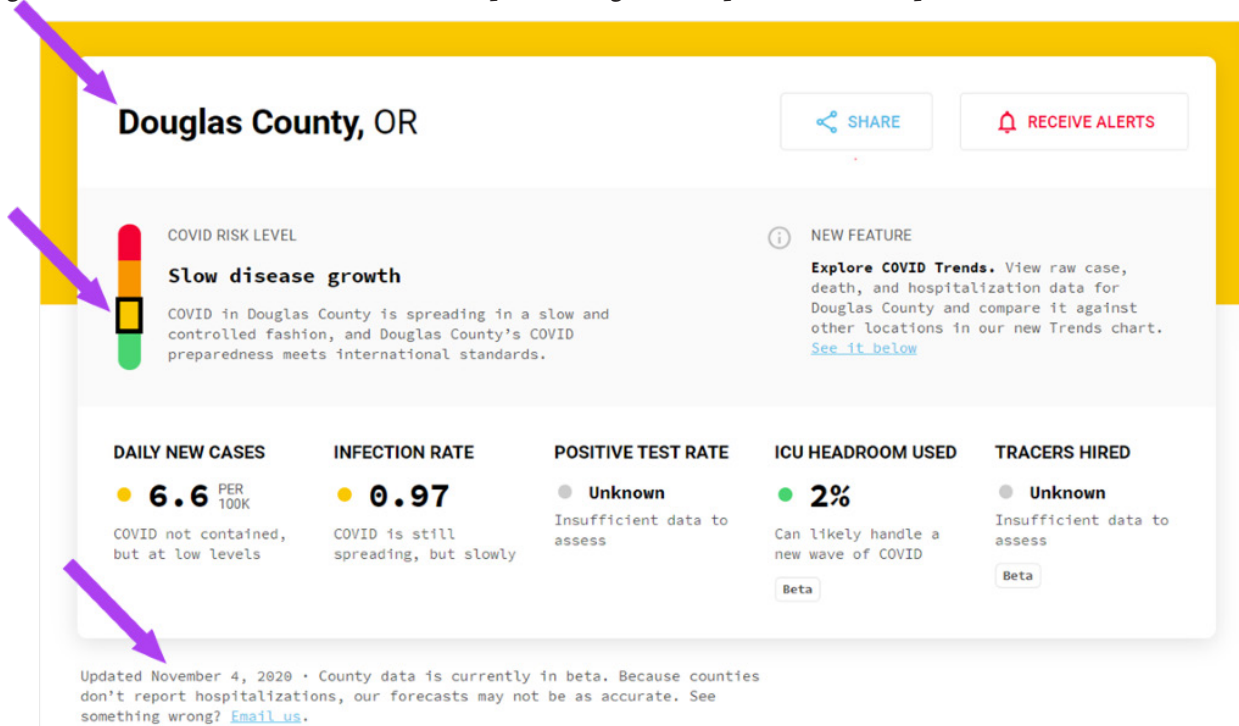 Douglas County, OR
SHARE
RECEIVE ALERTS
COVID RISK LEVEL
Slow disease growth
COVID in Douglas County is spreading in a slow and
controlled fashion, and Douglas County's COVID
preparedness meets international standards.
NEW FEATURE
Explore COVID Trends. View raw case,
death, and hospitalization data for
Douglas County and compare it against
other locations in our new Trends chart.
See it below
DAILY NEW CASES
6.6 PER
100K
COVID not contained,
but at low levels
INFECTION RATE
0.97
COVID is still
spreading, but slowly
POSITIVE TEST RATE
Unknown
Insufficient data to
assess
ICU HEADROOM USED
2%
Can likely handle a
new wave of COVID
Beta
TRACERS HIRED
Unknown
Insufficient data to
assess
Beta
Updated November 4, 2020 · County data is currently in beta. Because counties
don't report hospitalizations, our forecasts may not be as accurate. See
something wrong? Email us.